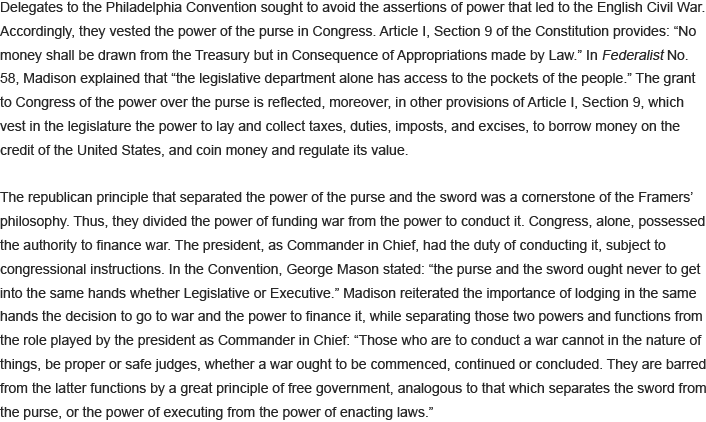 Delegates to the Philadelphia Convention sought to avoid the assertions of power that led to the English Civil War.
Accordingly, they vested the power of the purse in Congress. Article I, Section 9 of the Constitution provides: “No
money shall be drawn from the Treasury but in Consequence of Appropriations made by Law.” In Federalist No.
58, Madison explained that “the legislative department alone has access to the pockets of the people.” The grant
to Congress of the power over the purse is reflected, moreover, in other provisions of Article I, Section 9, which
vest in the legislature the power to lay and collect taxes, duties, imposts, and excises, to borrow money on the
credit of the United States, and coin money and regulate its value.
The republican principle that separated the power of the purse and the sword was a cornerstone of the Framers’
philosophy. Thus, they divided the power of funding war from the power to conduct it. Congress, alone, possessed
the authority to finance war. The president, as Commander in Chief, had the duty of conducting it, subject to
congressional instructions. In the Convention, George Mason stated: “the purse and the sword ought never to get
into the same hands whether Legislative or Executive.” Madison reiterated the importance of lodging in the same
hands the decision to go to war and the power to finance it, while separating those two powers and functions from
the role played by the president as Commander in Chief: “Those who are to conduct a war cannot in the nature of
things, be proper or safe judges, whether a war ought to be commenced, continued or concluded. They are barred
from the latter functions by a great principle of free government, analogous to that which separates the sword from
the purse, or the power of executing from the power of enacting laws.”